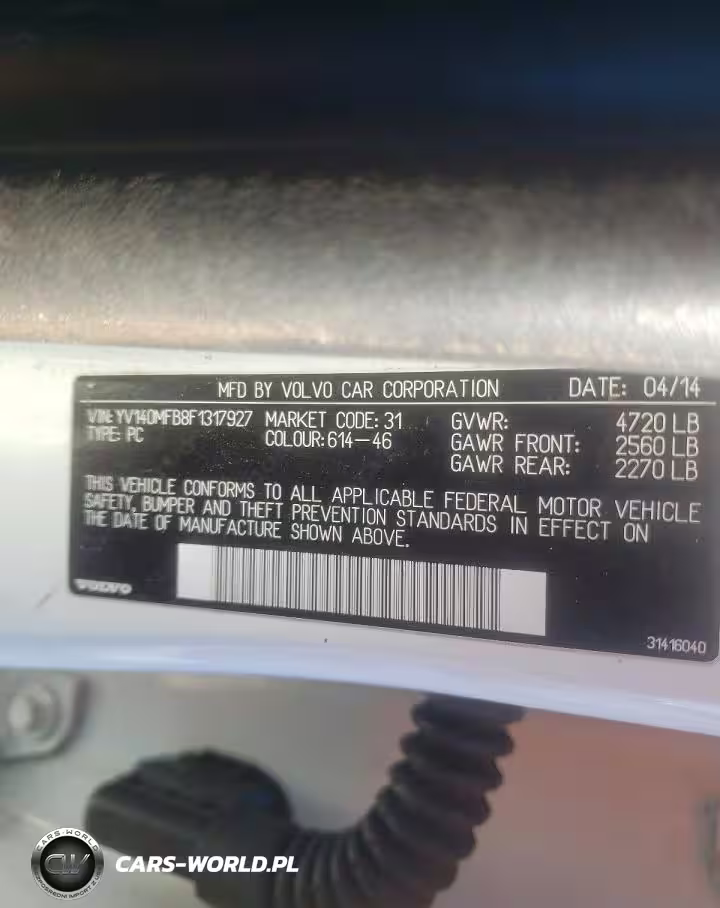 MFD BY VOLVO CAR CORPORATION DATE: 04/14
VIN: YV140MFB8F1317927 MARKET CODE: 31 GVWR: 4720 LB
TYPE: PC COLOUR: 614-46 GAWR FRONT: 2560 LB
GAWR REAR: 2270 LB
THIS VEHICLE CONFORMS TO ALL APPLICABLE FEDERAL MOTOR VEHICLE
SAFETY, BUMPER AND THEFT PREVENTION STANDARDS IN EFFECT ON
THE DATE OF MANUFACTURE SHOWN ABOVE.
VOLVO
31416040
CARS-WORLD
CW
CARS-WORLD.PL